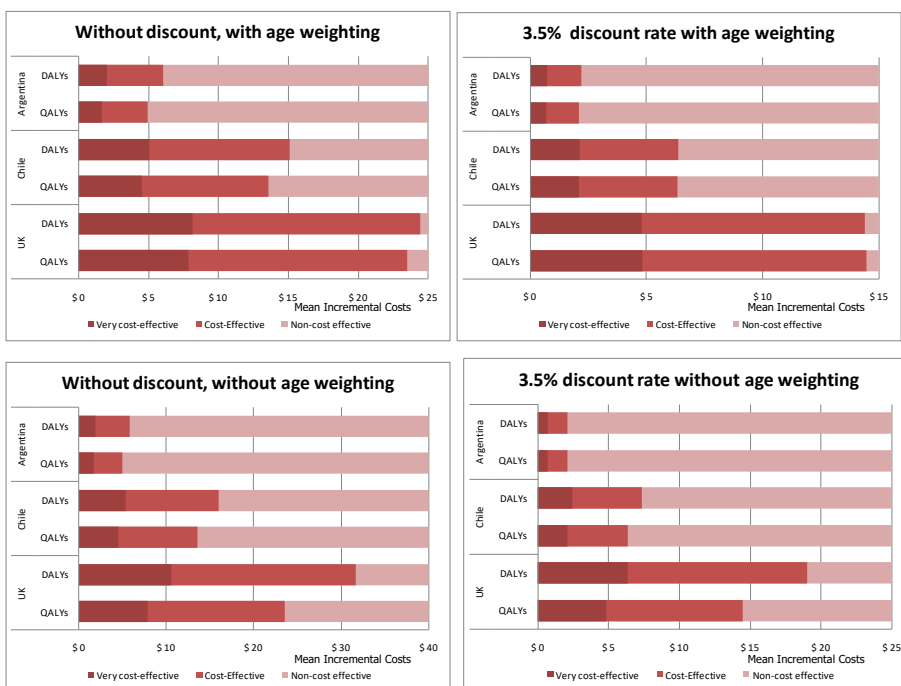 Without discount, with age weighting
Argentina
DALYs
QALYs
Chile
DALYs
QALYs
UK
DALYs
QALYs
$ 0 $ 5 $ 10 $ 15 $ 20 $ 25
Mean Incremental Costs
Very cost-effective Cost-Effective Non-cost effective
3.5% discount rate with age weighting
Argentina
DALYs
QALYs
Chile
DALYs
QALYs
UK
DALYs
QALYs
$ 0 $ 5 $ 10 $ 15
Mean Incremental Costs
Very cost-effective Cost-Effective Non-cost effective
Without discount, without age weighting
Argentina
DALYs
QALYs
Chile
DALYs
QALYs
UK
DALYs
QALYs
$ 0 $ 10 $ 20 $ 30 $ 40
Mean Incremental Costs
Very cost-effective Cost-Effective Non-cost effective
3.5% discount rate without age weighting
Argentina
DALYs
QALYs
Chile
DALYs
QALYs
UK
DALYs
QALYs
$ 0 $ 5 $ 10 $ 15 $ 20 $ 25
Mean Incremental Costs
Very cost-effective Cost-Effective Non-cost effective